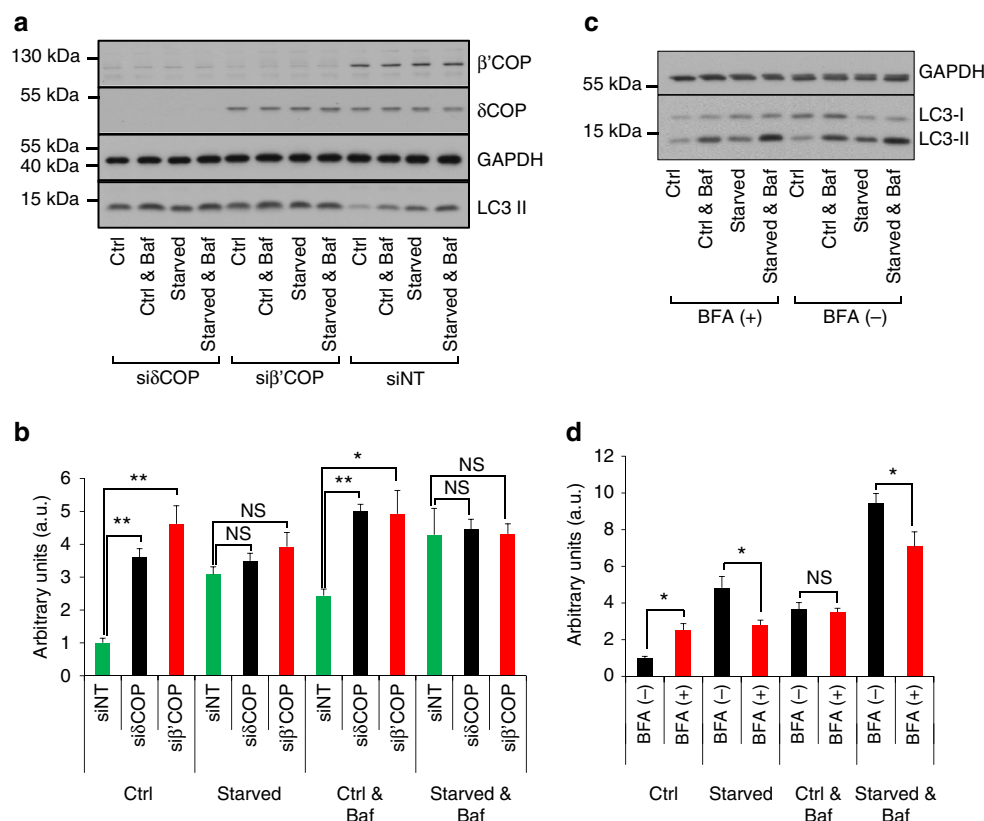 a
130 kDa
β'COP
55 kDa
δCOP
55 kDa
40 kDa
GAPDH
15 kDa
LC3 II
Ctrl
Ctrl & Baf
Starved
Starved & Baf
Ctrl
Ctrl & Baf
Starved
Starved & Baf
Ctrl
Ctrl & Baf
Starved
Starved & Baf
siδCOP
siβ'COP
siNT
c
55 kDa
GAPDH
LC3-I
15 kDa
LC3-II
Ctrl
Ctrl & Baf
Starved
Starved & Baf
Ctrl
Ctrl & Baf
Starved
Starved & Baf
BFA (+)
BFA (–)
b
Arbitrary units (a.u.)
6
5
4
3
2
1
0
**
**
NS
NS
*
**
NS
NS
siNT
siδCOP
siβ'COP
siNT
siδCOP
siβ'COP
siNT
siδCOP
siβ'COP
siNT
siδCOP
siβ'COP
Ctrl
Starved
Ctrl &
Baf
Starved &
Baf
d
Arbitrary units (a.u.)
12
10
8
6
4
2
0
*
*
NS
*
BFA (–)
BFA (+)
BFA (–)
BFA (+)
BFA (–)
BFA (+)
BFA (–)
BFA (+)
Ctrl
Starved
Ctrl &
Baf
Starved &
Baf